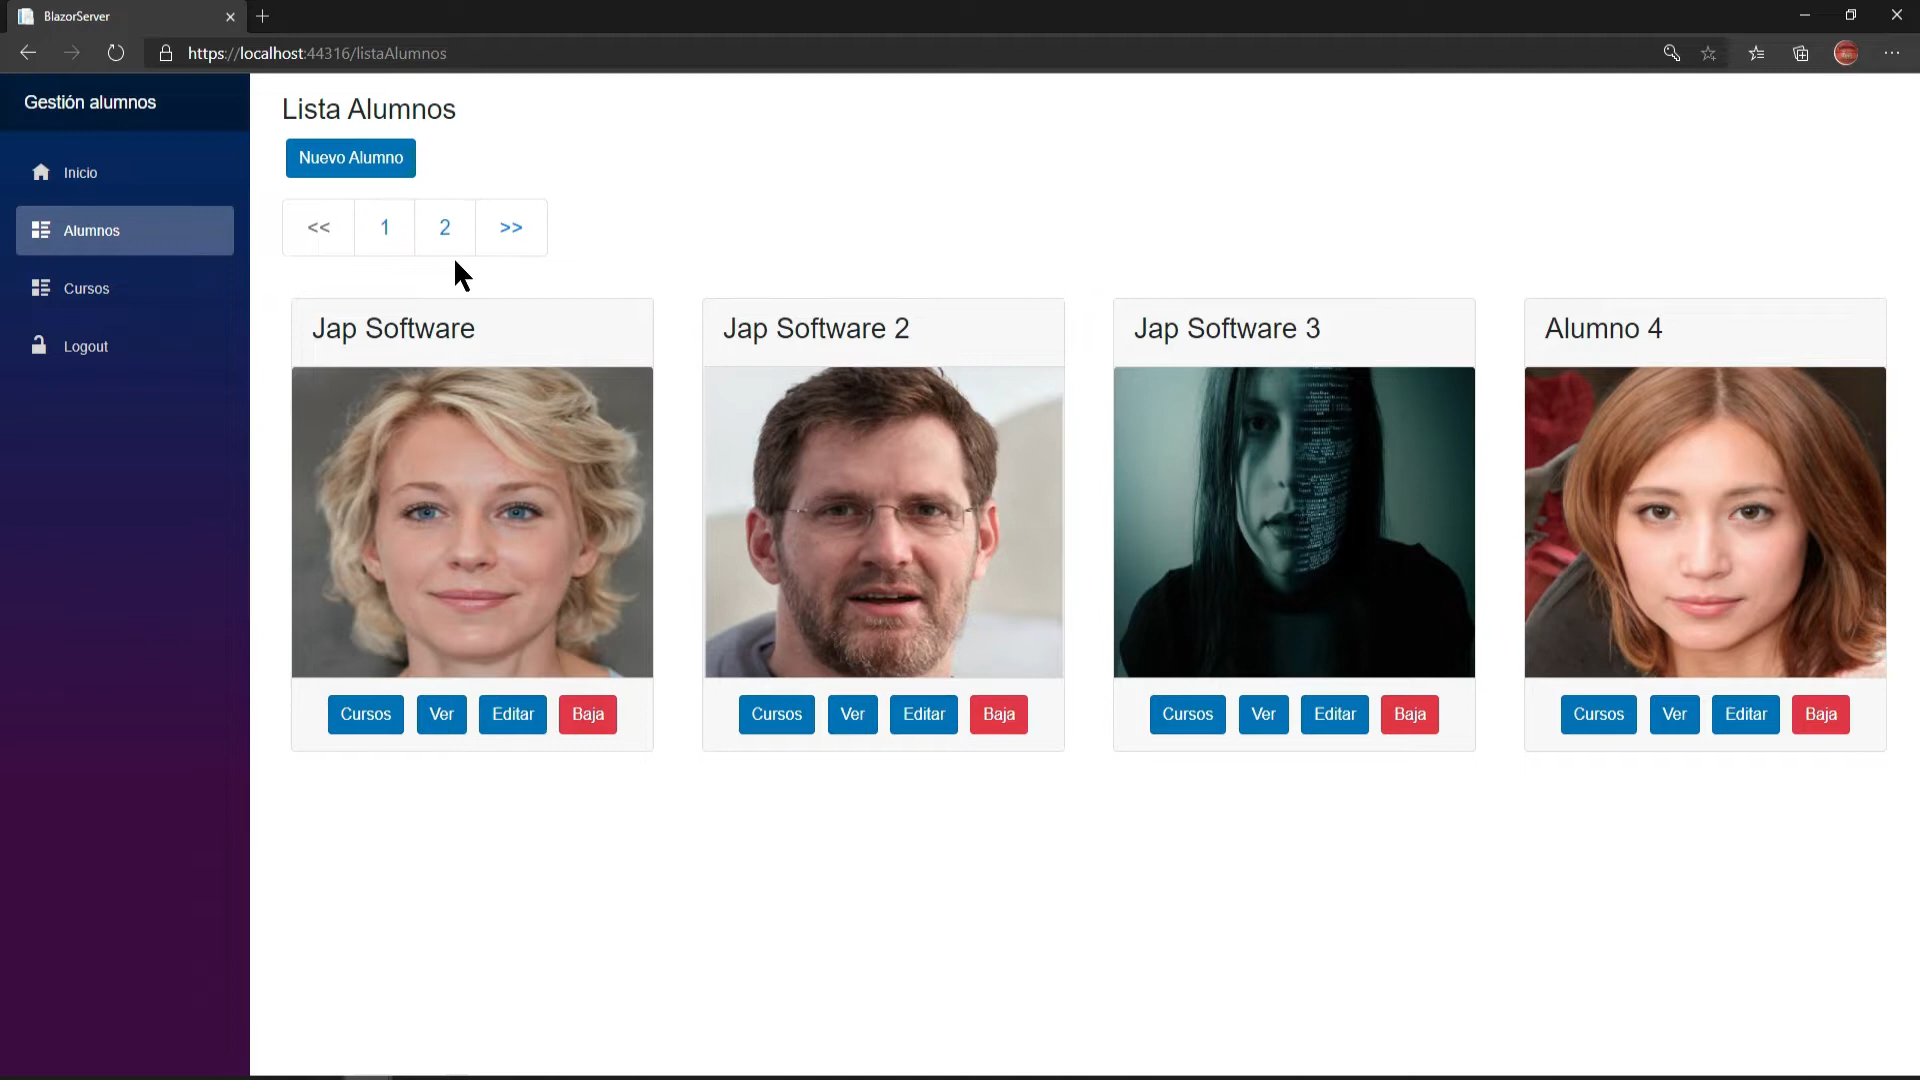 BlazorServer
https://localhost:44316/listaAlumnos
Gestión alumnos
Inicio
Alumnos
Cursos
Logout
Lista Alumnos
Nuevo Alumno
<< 1 2 >>
Jap Software
Jap Software 2
Jap Software 3
Alumno 4
Cursos Ver Editar Baja
Cursos Ver Editar Baja
Cursos Ver Editar Baja
Cursos Ver Editar Baja